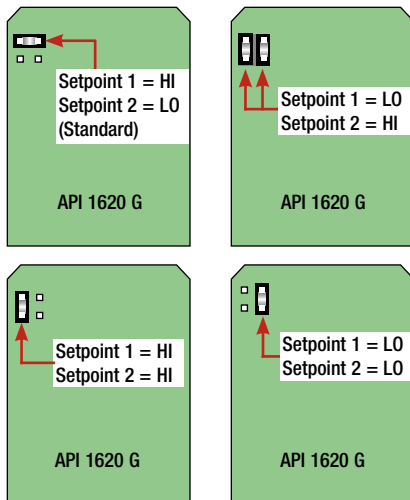 Setpoint 1 = HI
Setpoint 2 = LO
(Standard)
API 1620 G
Setpoint 1 = LO
Setpoint 2 = HI
API 1620 G
Setpoint 1 = HI
Setpoint 2 = HI
API 1620 G
Setpoint 1 = LO
Setpoint 2 = LO
API 1620 G